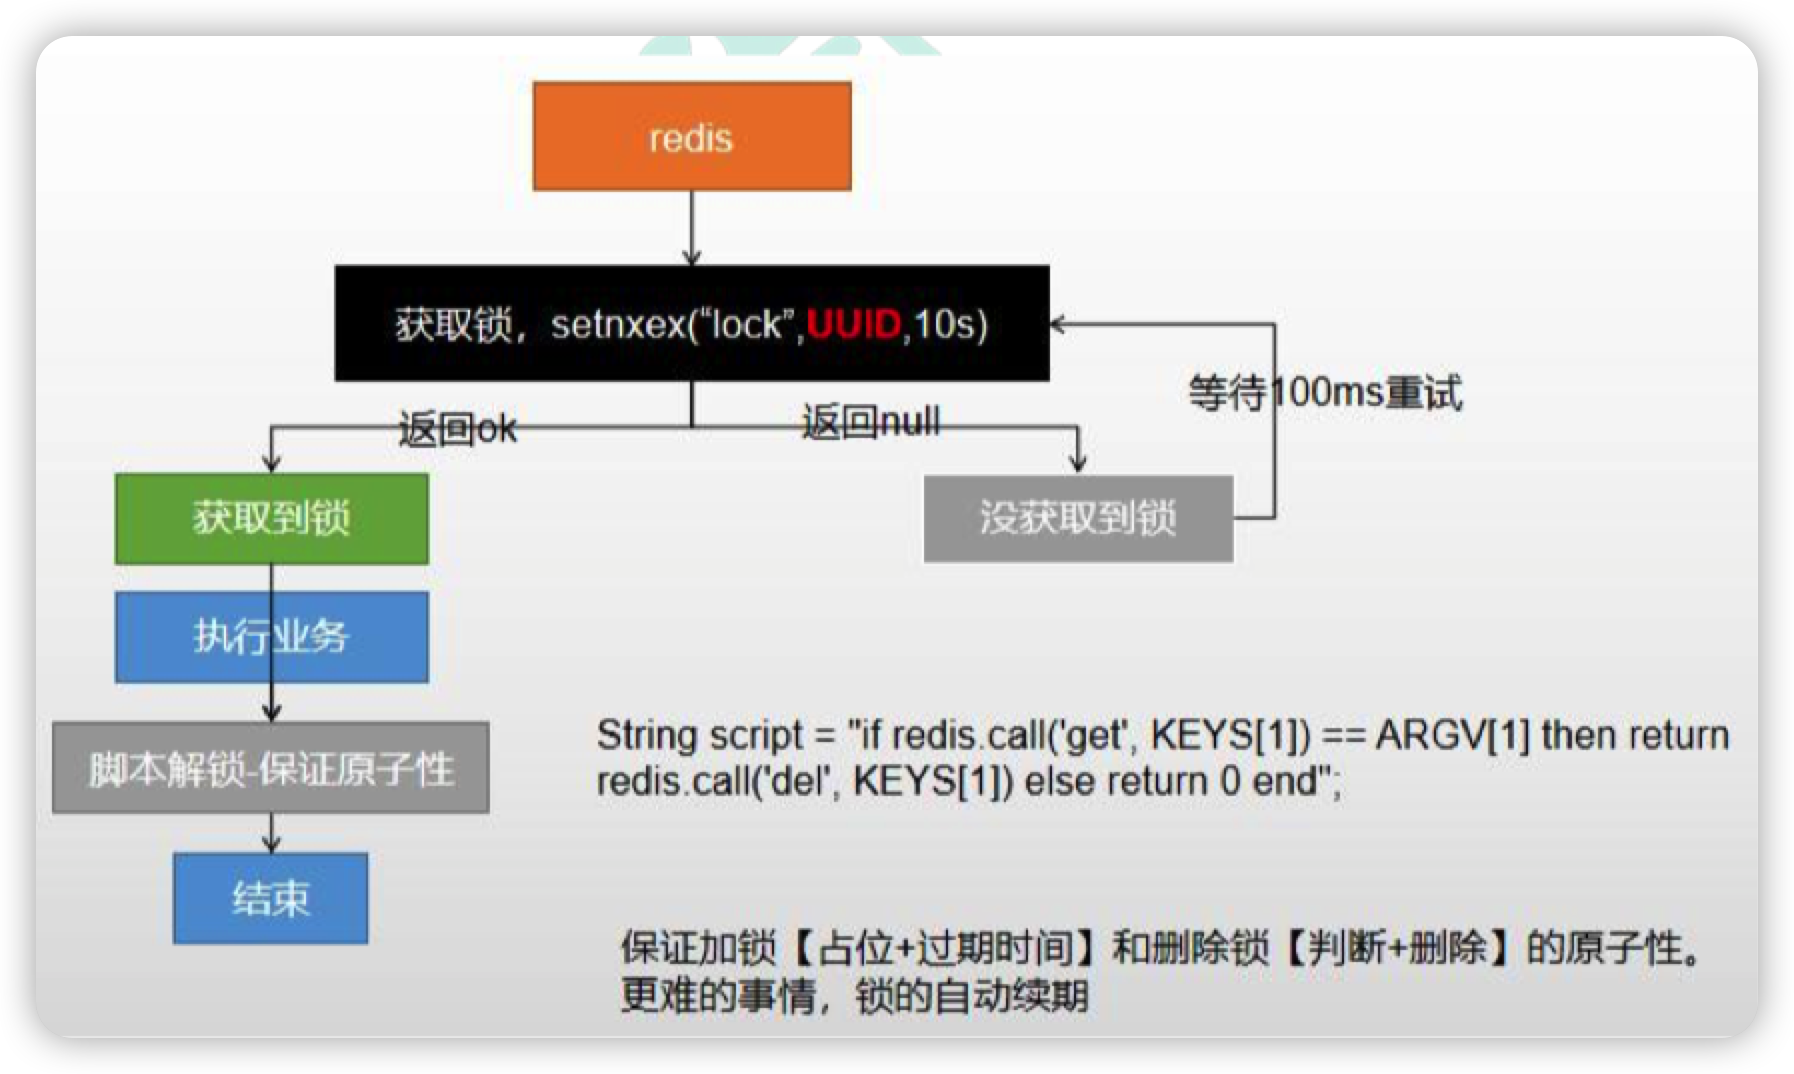 redis
获取锁，setnxex(“lock”,UUID,10s)
等待100ms重试
返回ok
返回null
获取到锁
没获取到锁
执行业务
脚本解锁-保证原子性
String script = "if redis.call('get', KEYS[1]) == ARGV[1] then return
redis.call('del', KEYS[1]) else return 0 end";
结束
保证加锁【占位+过期时间】和删除锁【判断+删除】的原子性。
更难的事情，锁的自动续期